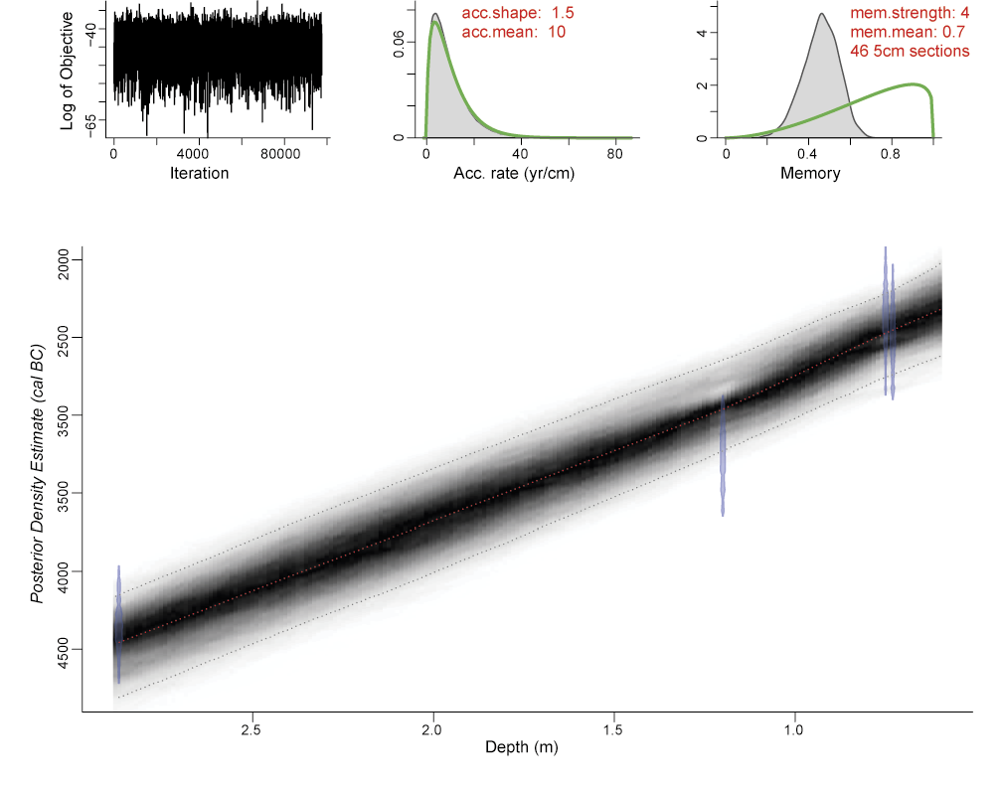 Log of Objective
−40
−65
0
4000
80000
Iteration
acc.shape: 1.5
acc.mean: 10
0.06
0
0
40
80
Acc. rate (yr/cm)
mem.strength: 4
mem.mean: 0.7
46 5cm sections
4
2
0
0
0.4
0.8
Memory
Posterior Density Estimate (cal BC)
2000
2500
3500
3500
4000
4500
2.5
2.0
1.5
1.0
Depth (m)